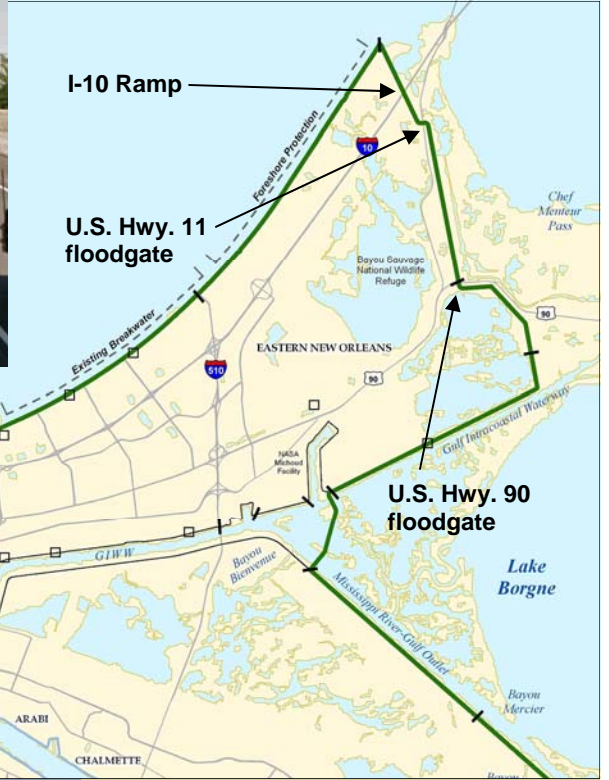 I-10 Ramp
Foreshore Protection
10
Chef
Menteur
Pass
U.S. Hwy. 11
floodgate
Bayou Sauvage
National Wildlife
Refuge
90
Existing Breakwater
EASTERN NEW ORLEANS
510
90
Gulf Intracoastal Waterway
NASA
Michoud
Facility
U.S. Hwy. 90
floodgate
GIWW
Bayou
Bienvenue
Lake
Borgne
Mississippi River-Gulf Outlet
Bayou
Mercier
ARABI
CHALMETTE
Bayou